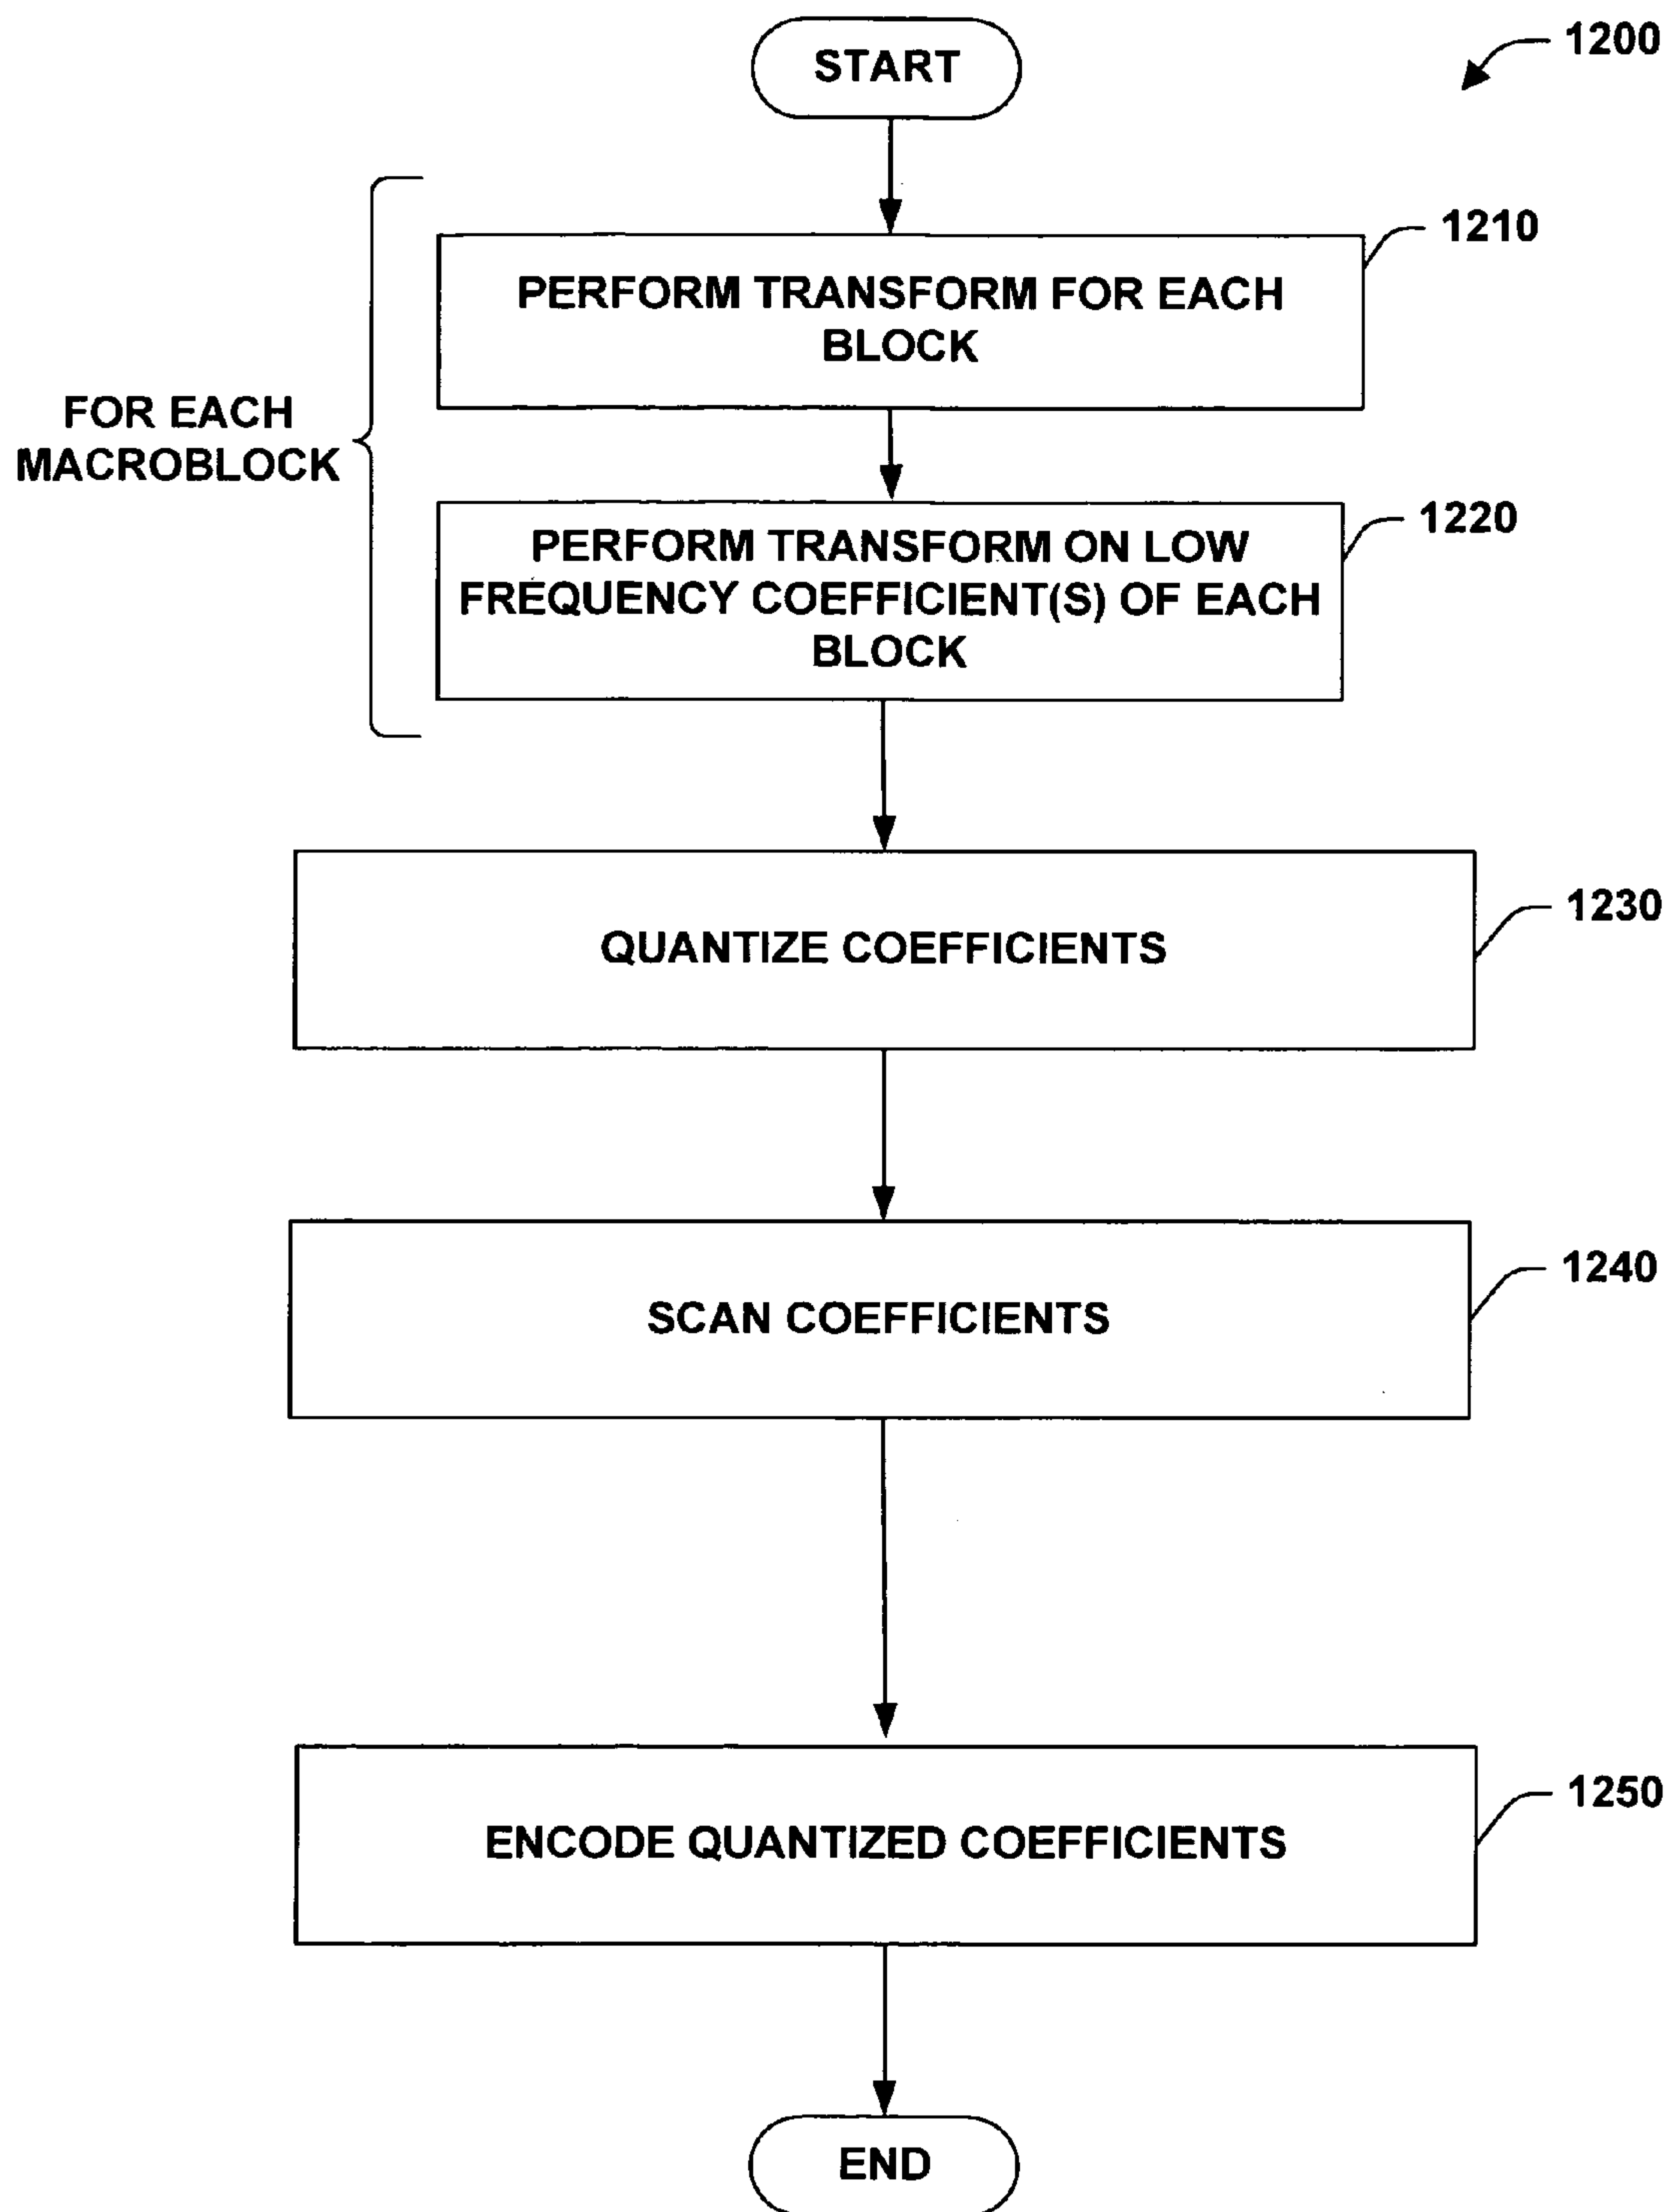 START
1200
1210
PERFORM TRANSFORM FOR EACH
BLOCK
FOR EACH
MACROBLOCK
1220
PERFORM TRANSFORM ON LOW
FREQUENCY COEFFICIENT(S) OF EACH
BLOCK
1230
QUANTIZE COEFFICIENTS
1240
SCAN COEFFICIENTS
1250
ENCODE QUANTIZED COEFFICIENTS
END